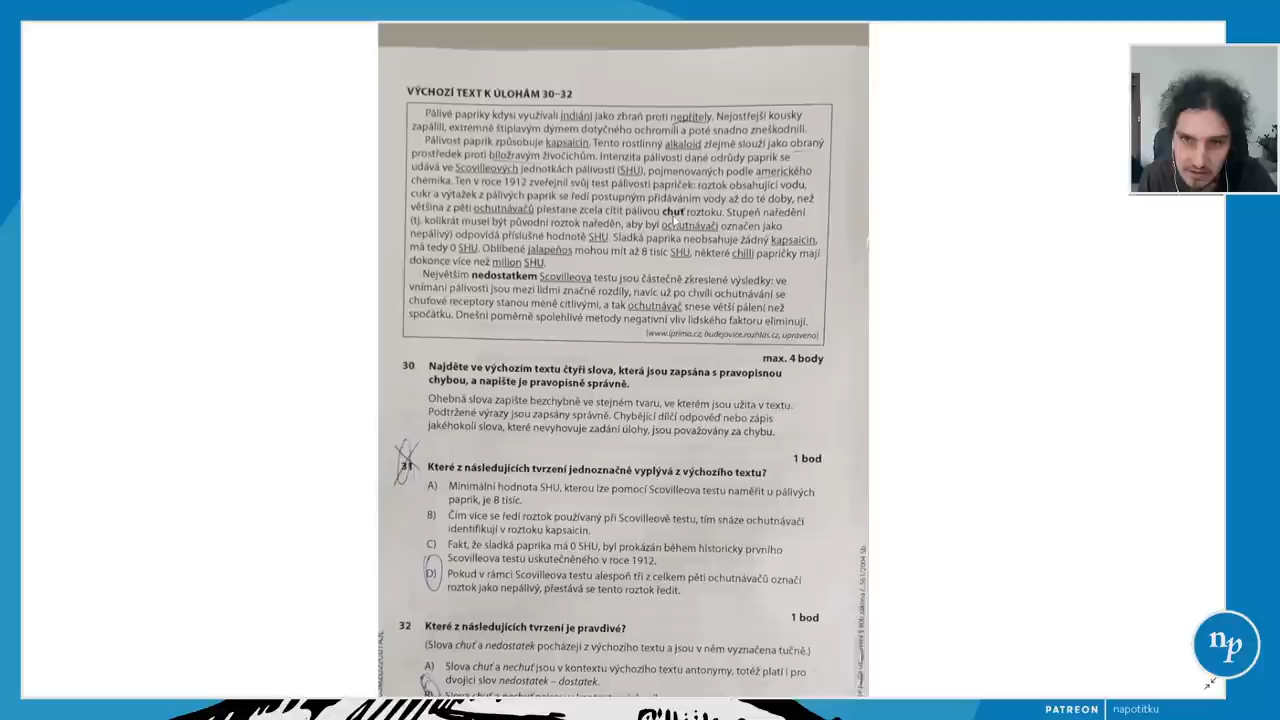 VÝCHOZÍ TEXT K ÚLOHÁM 30–32
Pálivé papriky kdysi využívali indiáni jako zbraň proti nepřítely. Nejostřejší kousky
zapálili, extrémně štiplavým dýmem dotyčného ochromili a poté snadno zneškodnili.
Pálivost paprik způsobuje kapsaicin. Tento rostlinný alkaloid zřejmě slouží jako obraný
prostředek proti býložravým živočichům. Intenzita pálivosti dané odrůdy paprik se
udává ve Scovilleových jednotkách pálivosti (SHU), pojmenovaných podle amerického
chemika. Ten v roce 1912 zveřejnil svůj test pálivosti papriček: roztok obsahující vodu,
cukr a výtažek z pálivých paprik se ředí postupným přidáváním vody až do té doby, než
většina z pěti ochutnávačů přestane zcela cítit pálivou chuť roztoku. Stupeň naředění
(tj. kolikrát musel být původní roztok naředěn, aby byl ochutnávači označen jako
nepálivý) odpovídá příslušné hodnotě SHU. Sladká paprika neobsahuje žádný kapsaicin,
má tedy 0 SHU. Oblíbené jalapeños mohou mít až 8 tisíc SHU, některé chilli papričky mají
dokonce více než milion SHU.
Největším nedostatkem Scovilleova testu jsou částečně zkreslené výsledky: ve
vnímání pálivosti jsou mezi lidmi značné rozdíly, navíc už po chvíli ochutnávání se
chuťové receptory stanou méně citlivými, a tak ochutnávač snese větší pálení než
zpočátku. Dnešní poměrně spolehlivé metody negativní vliv lidského faktoru eliminují.
(www.iprima.cz; budejovice.rozhlas.cz, upraveno)
max. 4 body
30 Najděte ve výchozím textu čtyři slova, která jsou zapsána s pravopisnou
chybou, a napište je pravopisně správně.
Ohebná slova zapište bezchybně ve stejném tvaru, ve kterém jsou užita v textu.
Podtržené výrazy jsou zapsány správně. Chybějící dílčí odpověď nebo zápis
jakéhokoli slova, které nevyhovuje zadání úlohy, jsou považovány za chybu.
1 bod
31 Které z následujících tvrzení jednoznačně vyplývá z výchozího textu?
A) Minimální hodnota SHU, kterou lze pomocí Scovilleova testu naměřit u pálivých
paprik, je 8 tisíc.
B) Čím více se ředí roztok používaný při Scovilleově testu, tím snáze ochutnávači
identifikují v roztoku kapsaicin.
C) Fakt, že sladká paprika má 0 SHU, byl prokázán během historicky prvního
Scovilleova testu uskutečněného v roce 1912.
D) Pokud v rámci Scovilleova testu alespoň tři z celkem pěti ochutnávačů označí
roztok jako nepálivý, přestává se tento roztok ředit.
1 bod
32 Které z následujících tvrzení je pravdivé?
(Slova chuť a nedostatek pocházejí z výchozího textu a jsou v něm vyznačena tučně.)
A) Slova chuť a nechuť jsou v kontextu výchozího textu antonymy, totéž platí i pro
dvojici slov nedostatek – dostatek.
np
PATREON | napotitku